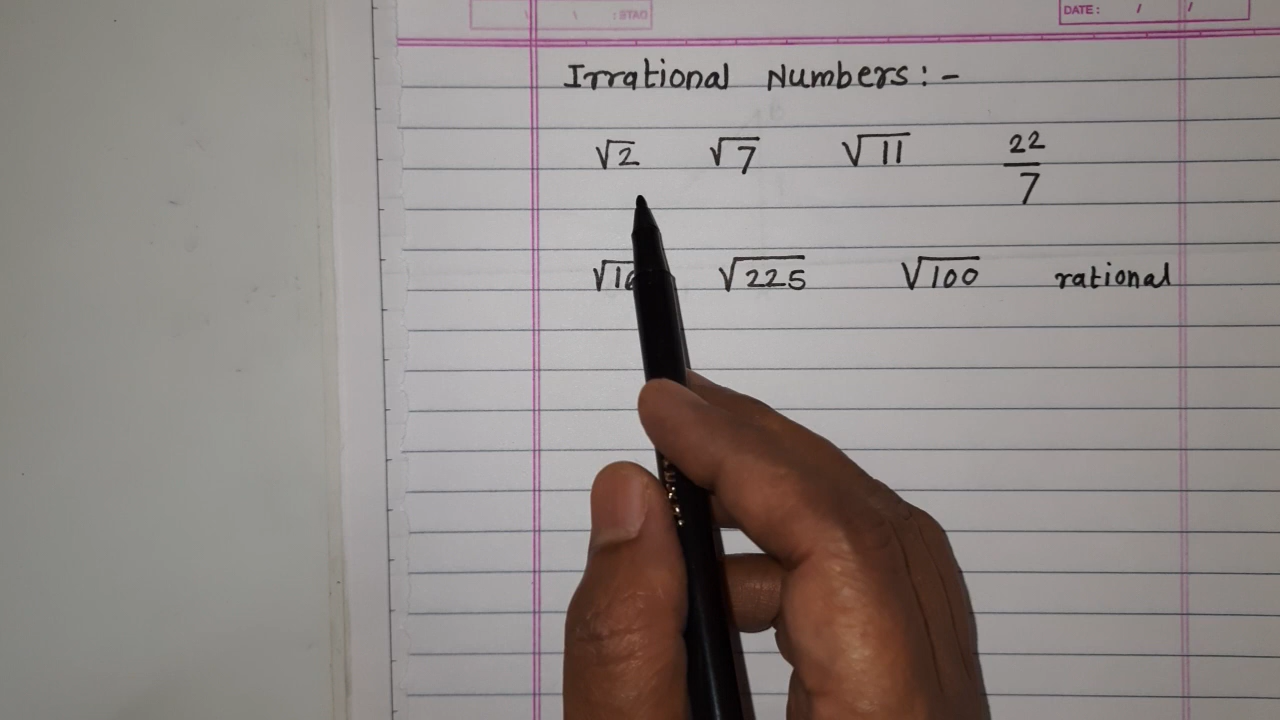 DATE: / /
Irrational Numbers:-
√2 √7 √11 22/7
√225 √100 rational